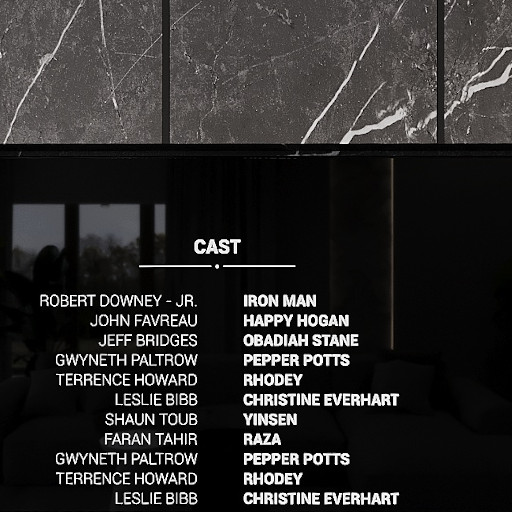 CAST
ROBERT DOWNEY - JR. IRON MAN
JOHN FAVREAU HAPPY HOGAN
JEFF BRIDGES OBADIAH STANE
GWYNETH PALTROW PEPPER POTTS
TERRENCE HOWARD RHODEY
LESLIE BIBB CHRISTINE EVERHART
SHAUN TOUB YINSEN
FARAN TAHIR RAZA
GWYNETH PALTROW PEPPER POTTS
TERRENCE HOWARD RHODEY
LESLIE BIBB CHRISTINE EVERHART